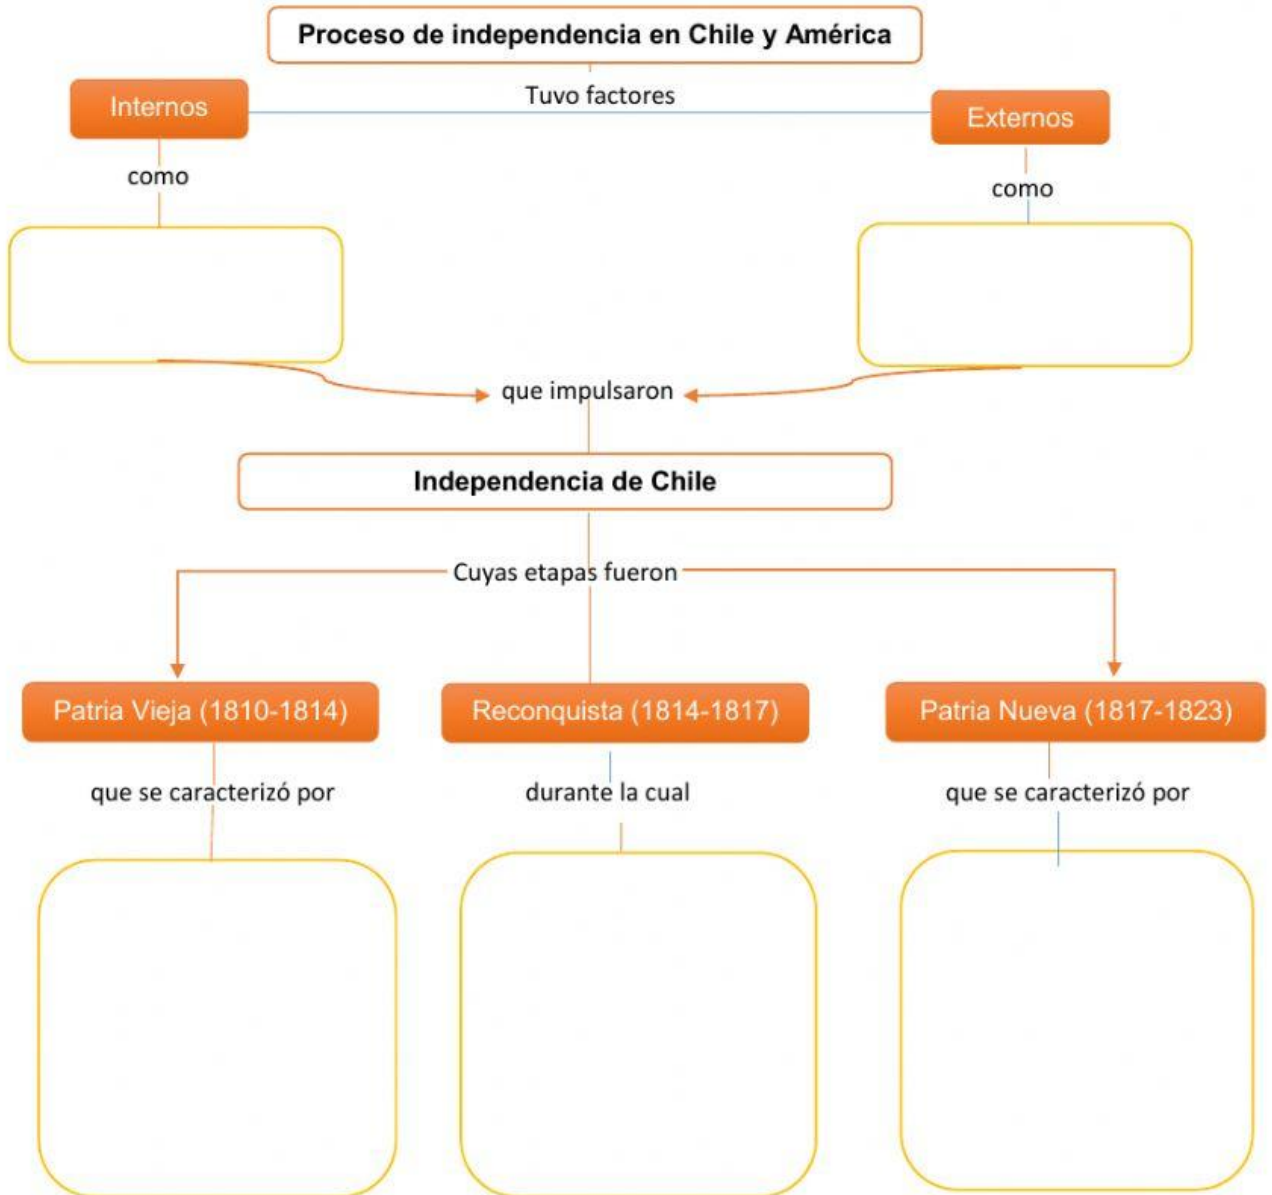 Proceso de independencia en Chile y América
Tuvo factores
Internos
Externos
como
como
que impulsaron
Independencia de Chile
Cuyas etapas fueron
Patria Vieja (1810-1814)
Reconquista (1814-1817)
Patria Nueva (1817-1823)
que se caracterizó por
durante la cual
que se caracterizó por